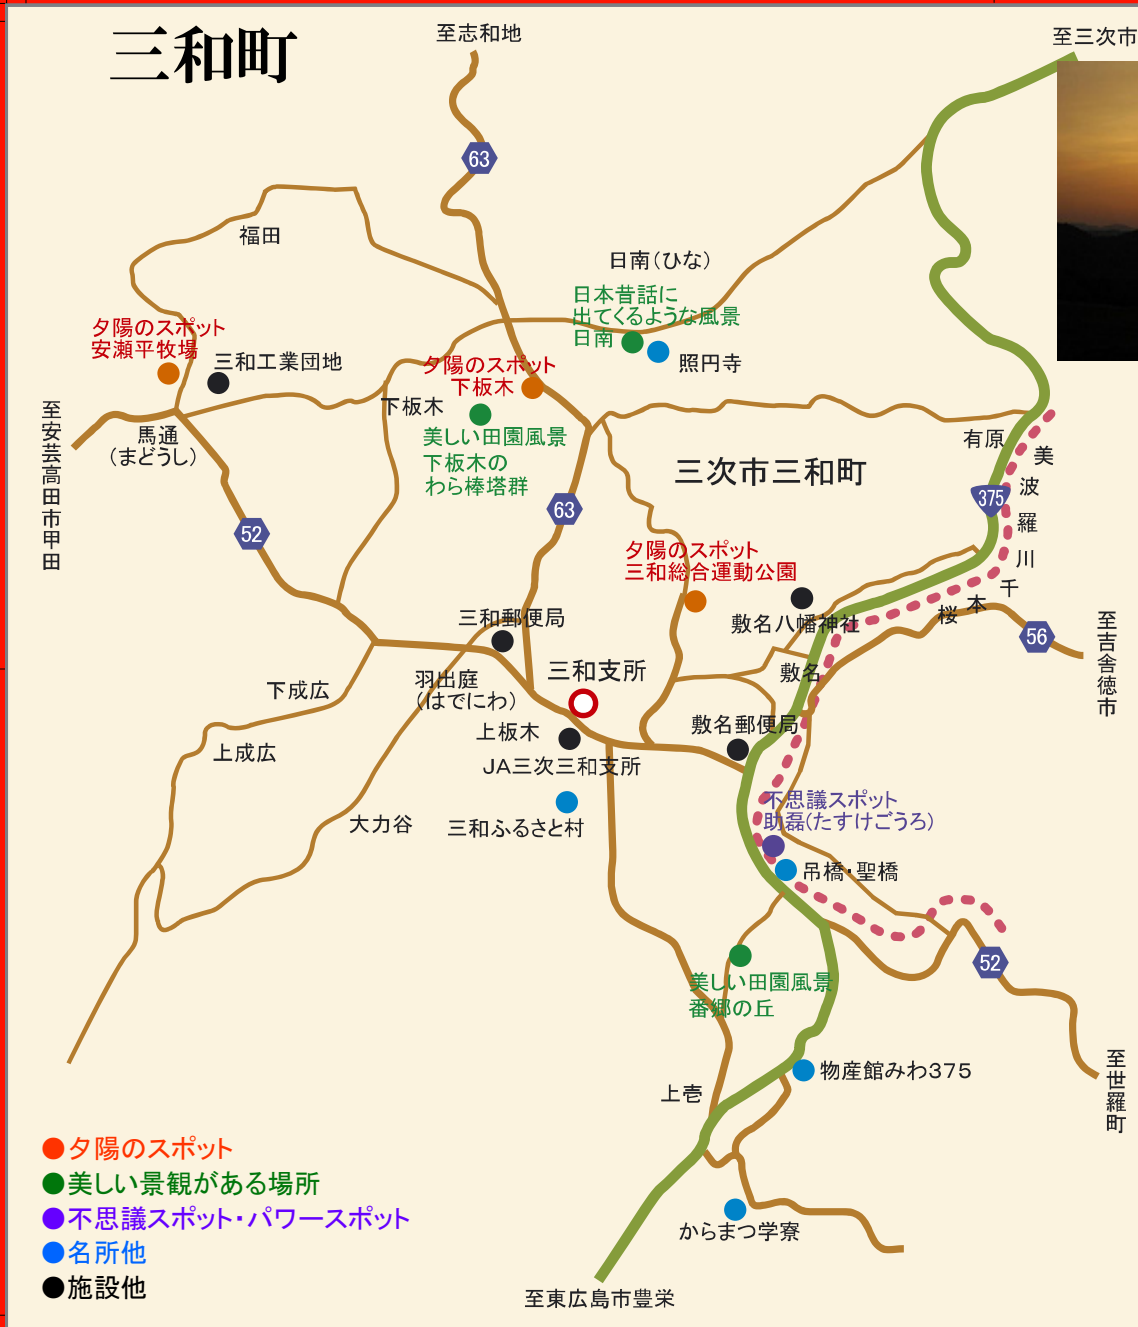 三和町
至志和地
至三次市
63
福田
日南(ひな)
日本昔話に
出てくるような風景
日南
照円寺
夕陽のスポット
安瀬平牧場
三和工業団地
夕陽のスポット
下板木
下板木
美しい田園風景
下板木の
わら棒塔群
至安芸高田市甲田
馬通
(まどうし)
有原
三次市三和町
375
美波羅川千本桜
52
63
夕陽のスポット
三和総合運動公園
敷名八幡神社
三和郵便局
56
至吉舎徳市
敷名
三和支所
羽出庭
(はでにわ)
下成広
上成広
上板木
敷名郵便局
JA三次三和支所
大力谷
三和ふるさと村
不思議スポット
助磊(たすけごうろ)
吊橋・聖橋
52
美しい田園風景
番郷の丘
物産館みわ375
上壱
至世羅町
からまつ学寮
至東広島市豊栄
●夕陽のスポット
●美しい景観がある場所
●不思議スポット・パワースポット
●名所他
●施設他